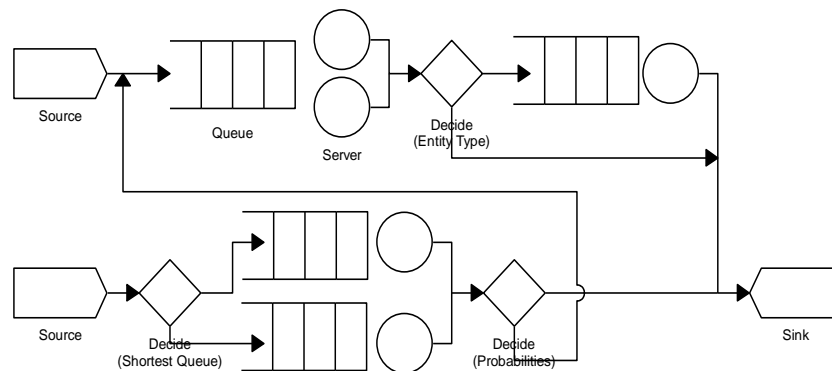 Source
Queue
Server
Decide
(Entity Type)
Source
Decide
(Shortest Queue)
Decide
(Probabilities)
Sink